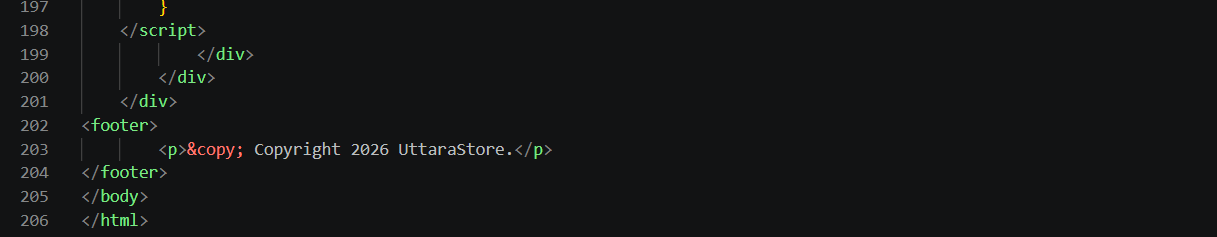 197 }
198 </script>
199 </div>
200 </div>
201 </div>
202 <footer>
203 <p>&copy; Copyright 2026 UttaraStore.</p>
204 </footer>
205 </body>
206 </html>